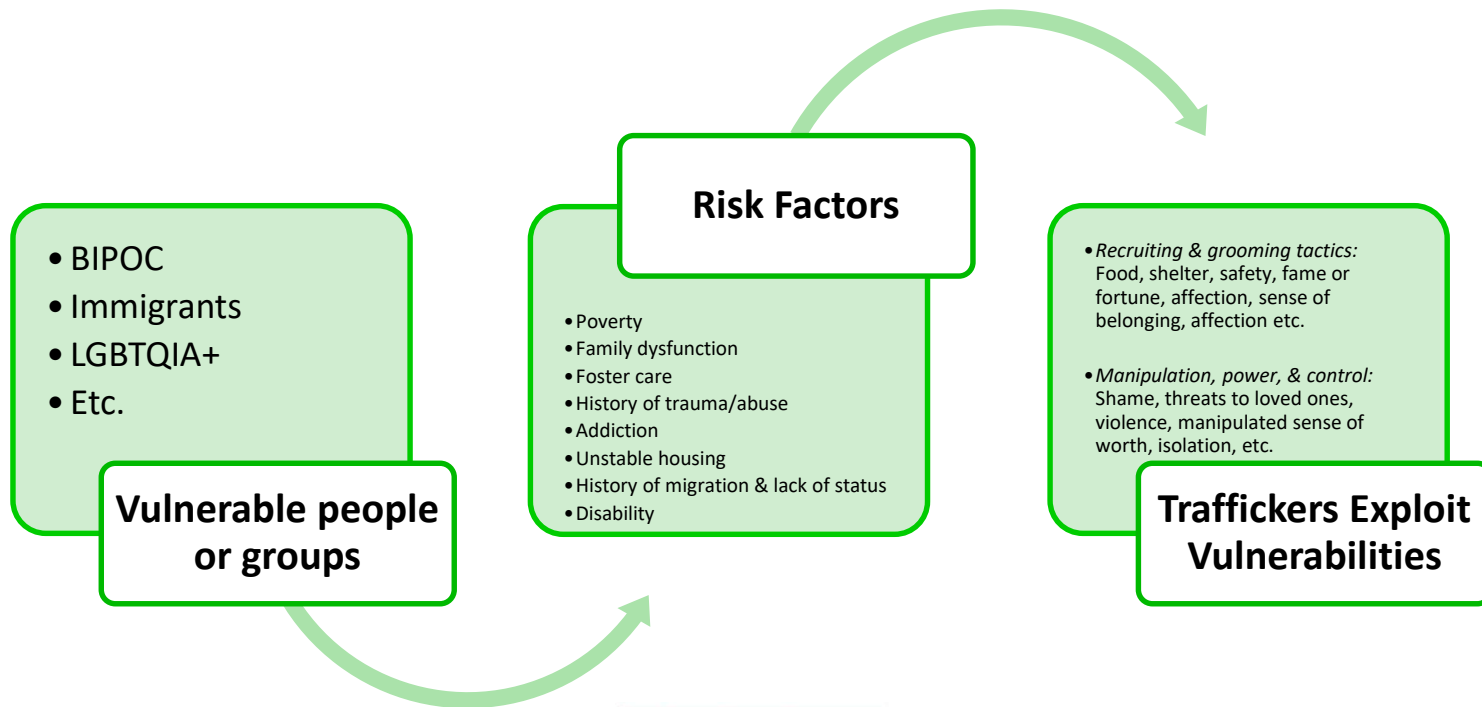 • BIPOC
• Immigrants
• LGBTQIA+
• Etc.
Vulnerable people
or groups
Risk Factors
• Poverty
• Family dysfunction
• Foster care
• History of trauma/abuse
• Addiction
• Unstable housing
• History of migration & lack of status
• Disability
• Recruiting & grooming tactics:
Food, shelter, safety, fame or
fortune, affection, sense of
belonging, affection etc.
• Manipulation, power, & control:
Shame, threats to loved ones,
violence, manipulated sense of
worth, isolation, etc.
Traffickers Exploit
Vulnerabilities